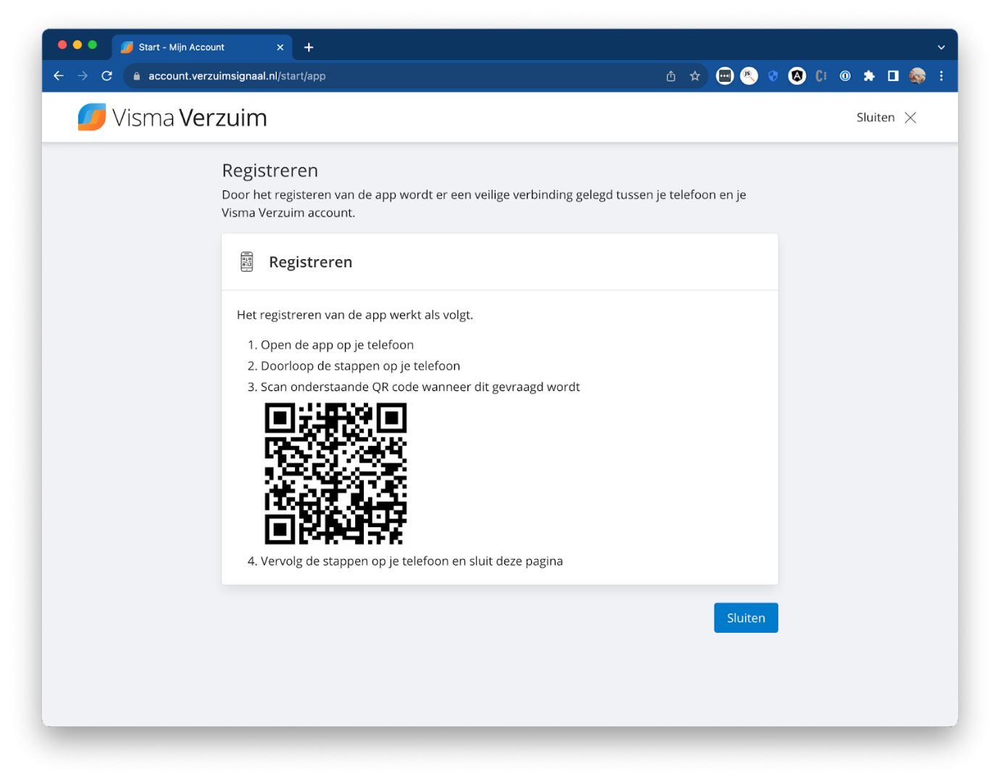 Start - Mijn Account
account.verzuimsignaal.nl/start/app
JS
Visma Verzuim
Sluiten
Registreren
Door het registeren van de app wordt er een veilige verbinding gelegd tussen je telefoon en je
Visma Verzuim account.
Registreren
Het registreren van de app werkt als volgt.
1. Open de app op je telefoon
2. Doorloop de stappen op je telefoon
3. Scan onderstaande QR code wanneer dit gevraagd wordt
4. Vervolg de stappen op je telefoon en sluit deze pagina
Sluiten